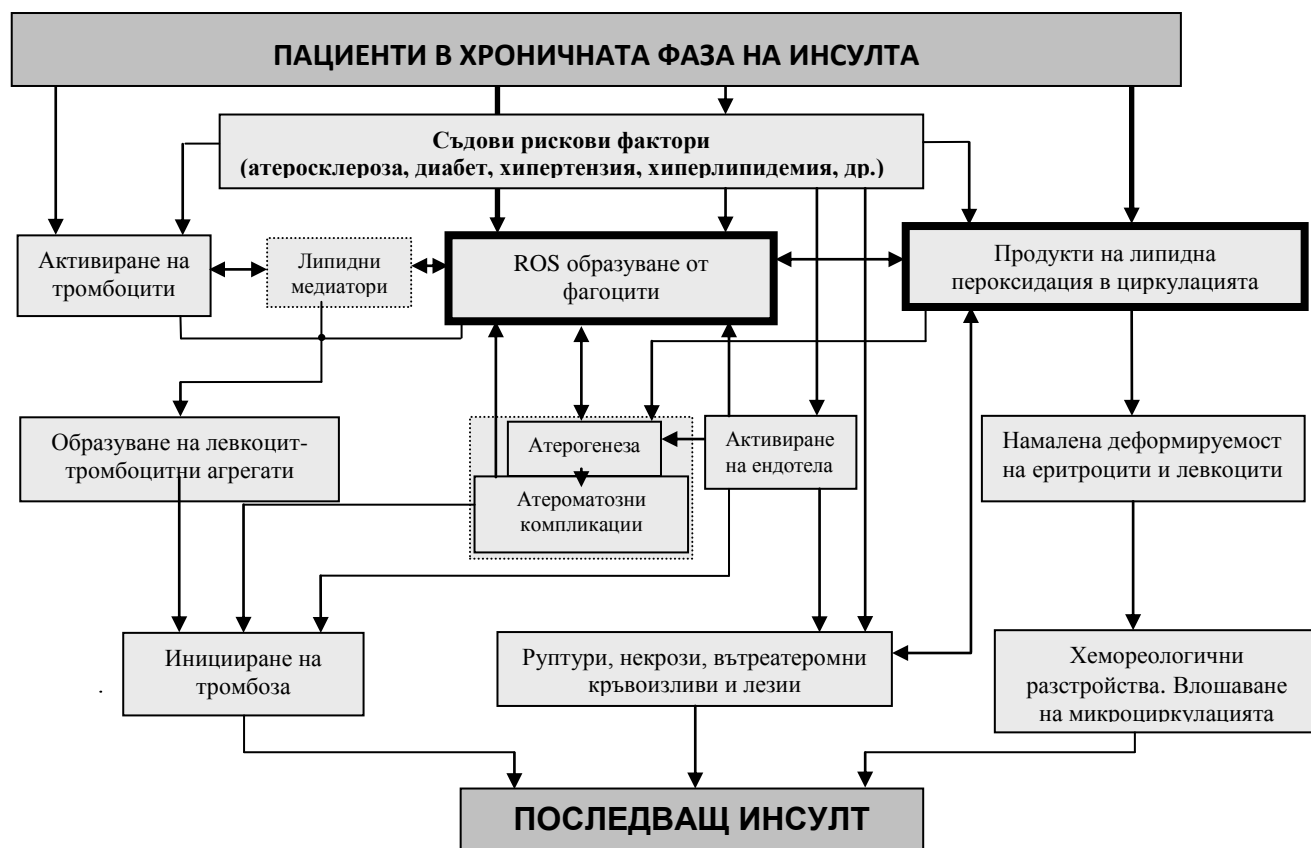 ПАЦИЕНТИ В ХРОНИЧНАТА ФАЗА НА ИНСУЛТА
Съдови рискови фактори
(атеросклероза, диабет, хипертензия, хиперлипидемия, др.)
Активиране на
тромбоцити
Липидни
медиатори
ROS образуване от
фагоцити
Продукти на липидна
пероксидация в циркулацията
Образуване на левкоцит-
тромбоцитни агрегати
Атерогенеза
Атероматозни
компликации
Активиране
на ендотела
Намалена деформируемост
на еритроцити и левкоцити
Иницииране на
тромбоза
Руптури, некрози, вътреатеромни
кръвоизливи и лезии
Хемореологични
разстройства. Влошаване
на микроциркулацията
ПОСЛЕДВАЩ ИНСУЛТ